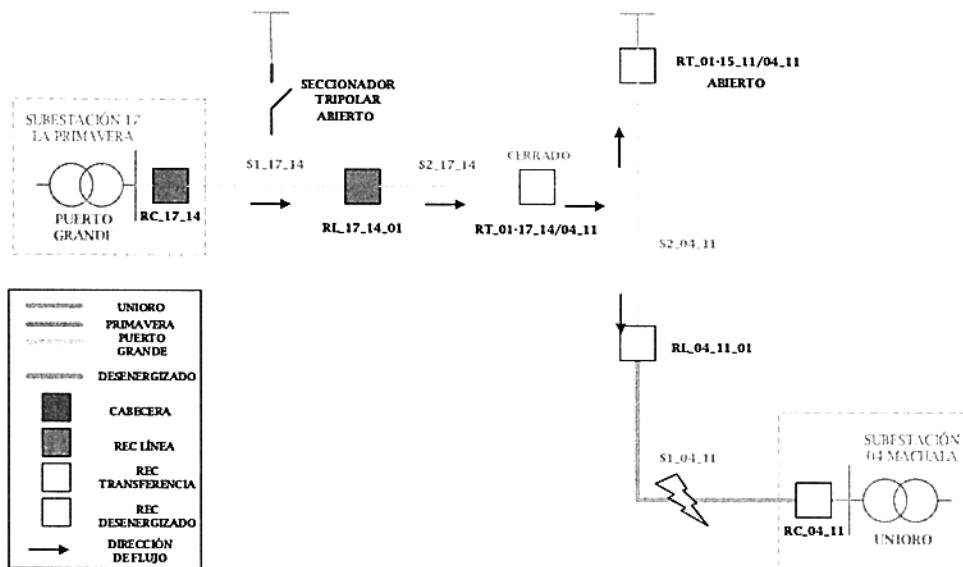 RT_01-15_11/04_11
ABIERTO
SECCIONADOR
TRIPOLAR
ABIERTO
SUBESTACIÓN 17
LA PRIMAVERA
S1_17_14
S2_17_14
CERRADO
PUERTO
GRANDE
RC_17_14
RL_17_14_01
RT_01-17_14/04_11
S2_04_11
UNIORO
PRIMAVERA
PUERTO
GRANDE
DESENERGIZADO
CABECERA
REC LÍNEA
REC
TRANSFERENCIA
REC
DESENERGIZADO
DIRECCIÓN
DE FLUJO
RL_04_11_01
S1_04_11
SUBESTACIÓN
04 MACHALA
RC_04_11
UNIORO